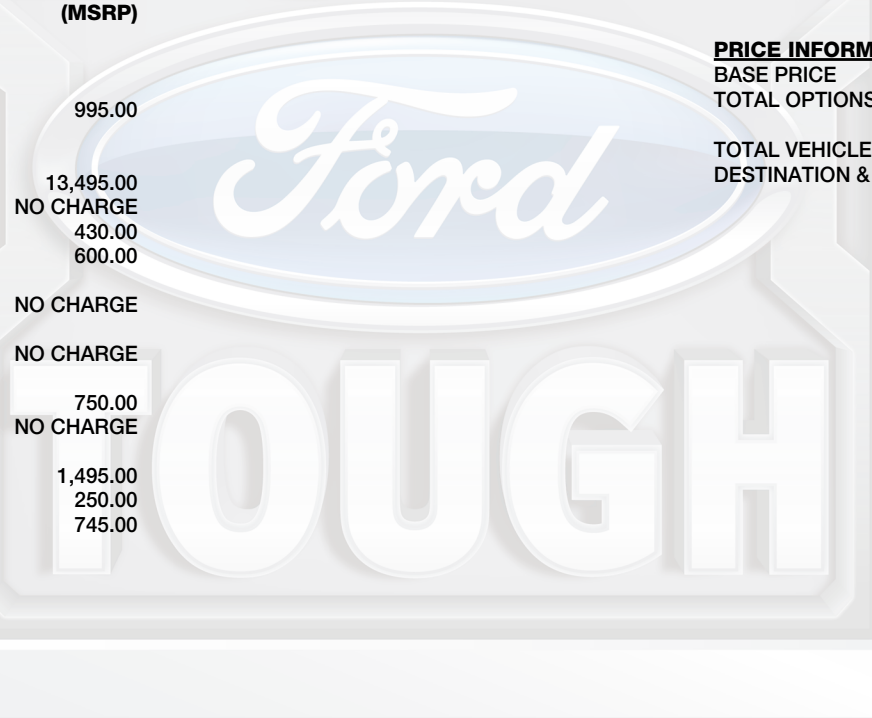 (MSRP)
995.00
13,495.00
NO CHARGE
430.00
600.00
NO CHARGE
NO CHARGE
750.00
NO CHARGE
1,495.00
250.00
745.00
PRICE INFORM
BASE PRICE
TOTAL OPTIONS
TOTAL VEHICLE
DESTINATION &
Ford
TOUGH